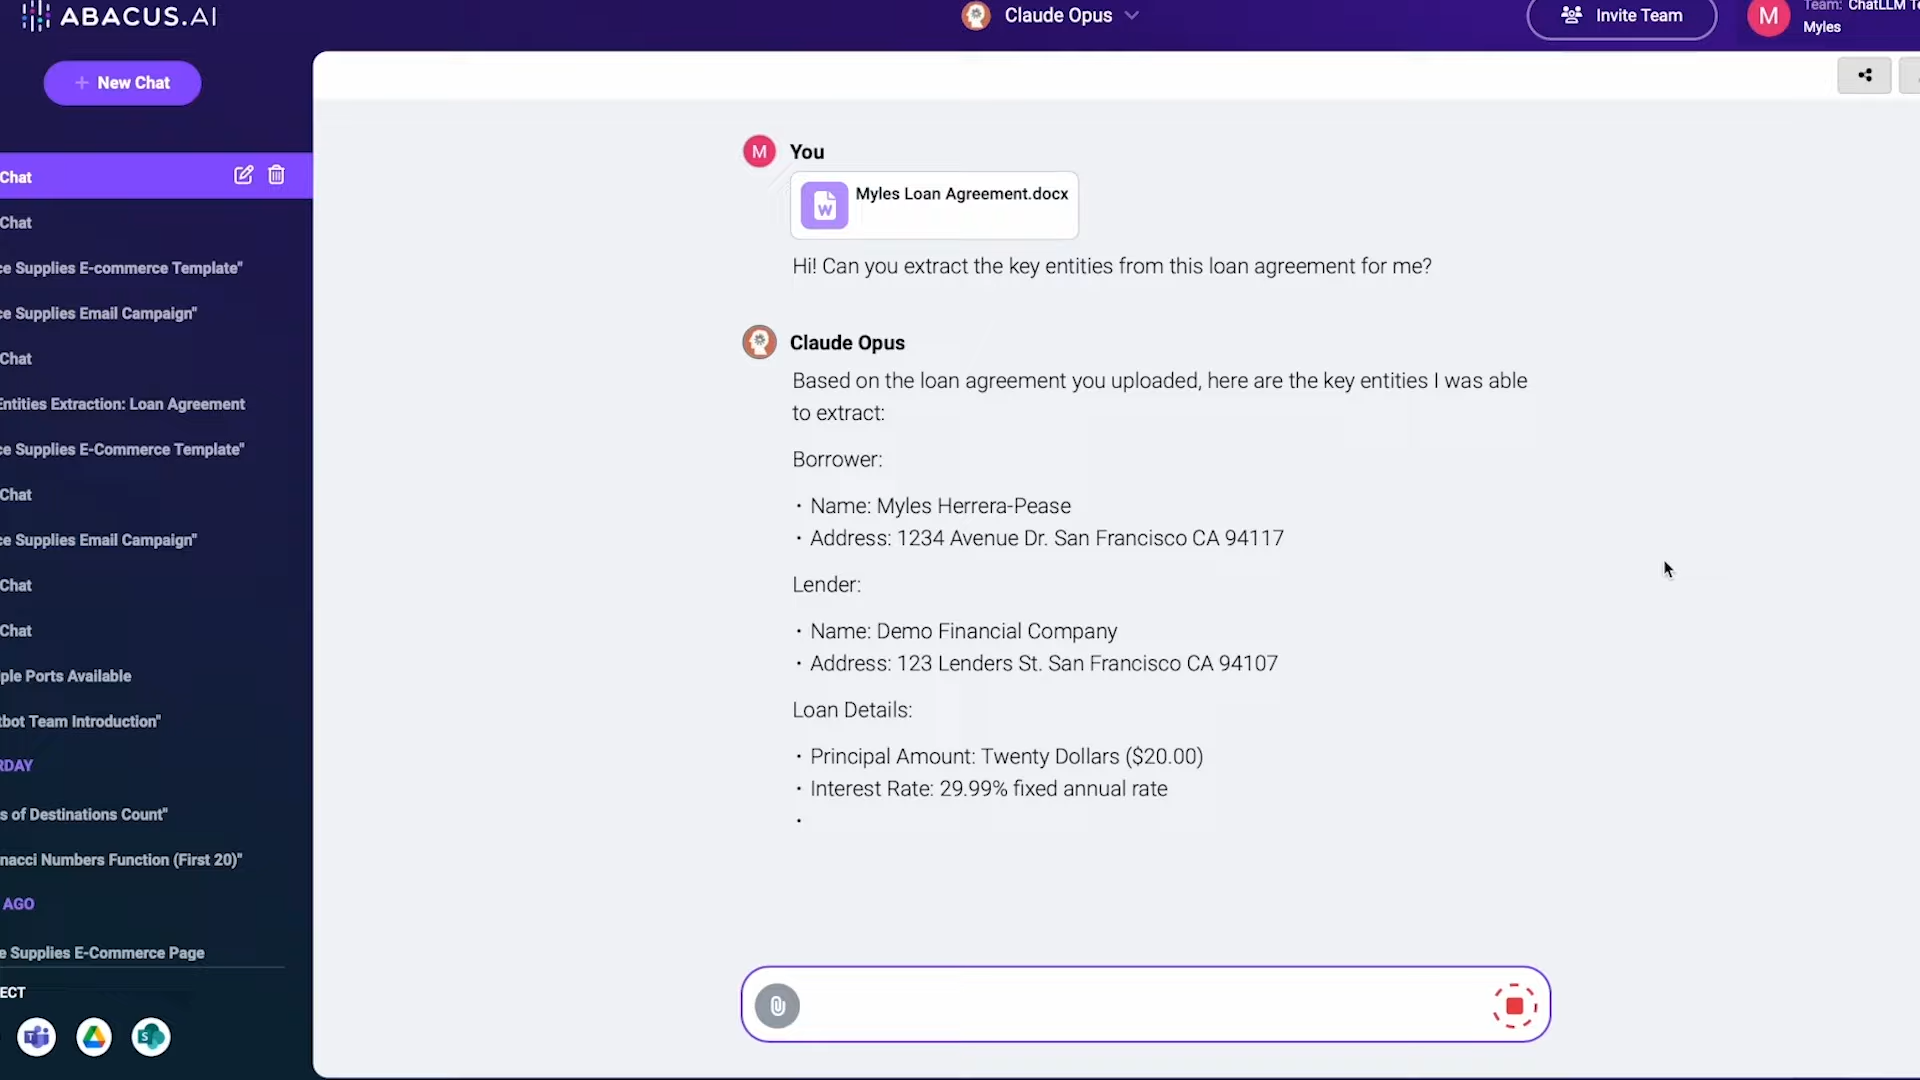 ABACUS.AI
Claude Opus
Invite Team
M
Team: ChatLLM Te
Myles
+ New Chat
Chat
Chat
ce Supplies E-commerce Template"
ce Supplies Email Campaign"
Chat
Entities Extraction: Loan Agreement
ce Supplies E-Commerce Template"
Chat
ce Supplies Email Campaign"
Chat
Chat
ple Ports Available
tbot Team Introduction"
RDAY
s of Destinations Count"
nacci Numbers Function (First 20)"
AGO
e Supplies E-Commerce Page
ECT
M
You
W
Myles Loan Agreement.docx
Hi! Can you extract the key entities from this loan agreement for me?
Claude Opus
Based on the loan agreement you uploaded, here are the key entities I was able
to extract:
Borrower:
• Name: Myles Herrera-Pease
• Address: 1234 Avenue Dr. San Francisco CA 94117
Lender:
• Name: Demo Financial Company
• Address: 123 Lenders St. San Francisco CA 94107
Loan Details:
• Principal Amount: Twenty Dollars ($20.00)
• Interest Rate: 29.99% fixed annual rate
•